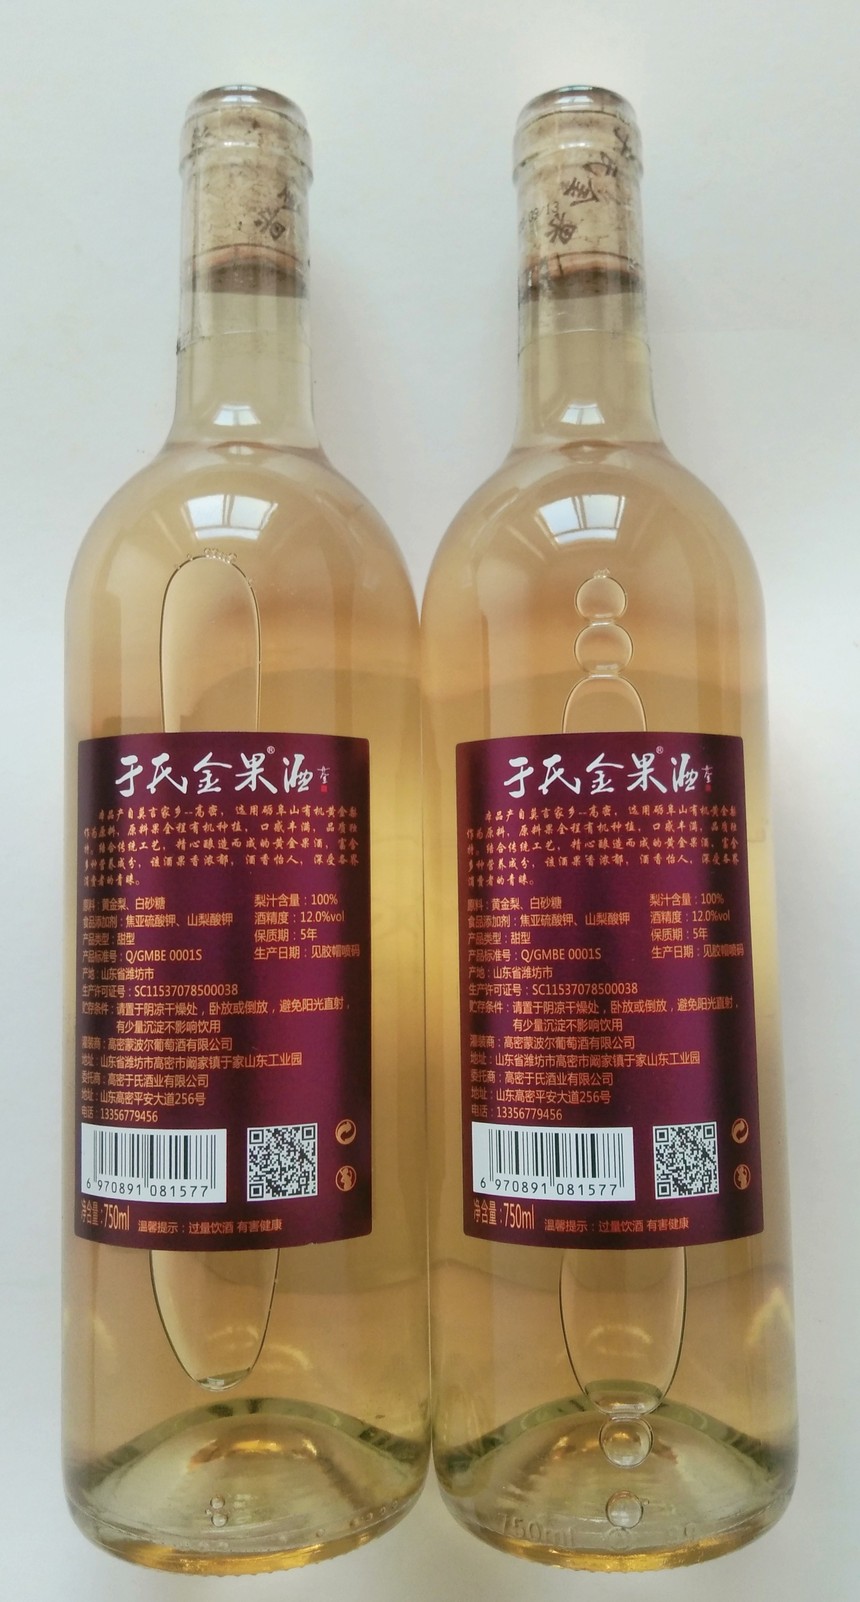 于氏金果酒®
本品产自莫言家乡--高密，选用砺阜山有机黄金梨
作为原料，原料果全程有机种植，口感丰满，品质独
特，结合传统工艺，精心酿造而成的黄金果酒，富含
多种营养成分，该酒果香浓郁，酒香怡人，深受各界
消费者的青睐。
原料：黄金梨、白砂糖 梨汁含量：100%
食品添加剂：焦亚硫酸钾、山梨酸钾 酒精度：12.0%vol
产品类型：甜型 保质期：5年
产品标准号：Q/GMBE 0001S 生产日期：见胶帽喷码
产地：山东省潍坊市
生产许可证号：SC11537078500038
贮存条件：请置于阴凉干燥处，卧放或倒放，避免阳光直射，
有少量沉淀不影响饮用
灌装商：高密蒙波尔葡萄酒有限公司
地址：山东省潍坊市高密市阚家镇于家山东工业园
委托商：高密于氏酒业有限公司
地址：山东高密平安大道256号
电话：13356779456
6 970891 081577
净含量：750ml 温馨提示：过量饮酒 有害健康
于氏金果酒®
本品产自莫言家乡--高密，选用砺阜山有机黄金梨
作为原料，原料果全程有机种植，口感丰满，品质独
特，结合传统工艺，精心酿造而成的黄金果酒，富含
多种营养成分，该酒果香浓郁，酒香怡人，深受各界
消费者的青睐。
原料：黄金梨、白砂糖 梨汁含量：100%
食品添加剂：焦亚硫酸钾、山梨酸钾 酒精度：12.0%vol
产品类型：甜型 保质期：5年
产品标准号：Q/GMBE 0001S 生产日期：见胶帽喷码
产地：山东省潍坊市
生产许可证号：SC11537078500038
贮存条件：请置于阴凉干燥处，卧放或倒放，避免阳光直射，
有少量沉淀不影响饮用
灌装商：高密蒙波尔葡萄酒有限公司
地址：山东省潍坊市高密市阚家镇于家山东工业园
委托商：高密于氏酒业有限公司
地址：山东高密平安大道256号
电话：13356779456
6 970891 081577
净含量：750ml 温馨提示：过量饮酒 有害健康
750ml